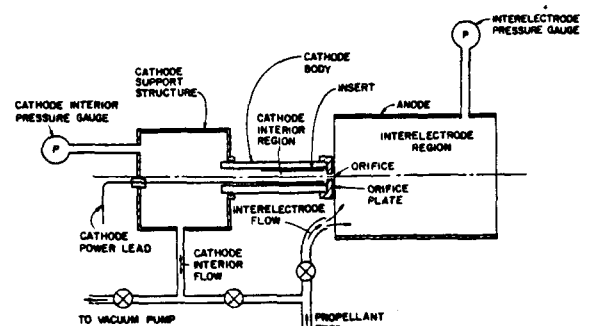 INTERELECTRODE
PRESSURE GAUGE
P
CATHODE
BODY
CATHODE
SUPPORT
STRUCTURE
INSERT
CATHODE INTERIOR
PRESSURE GAUGE
P
CATHODE
INTERIOR
REGION
ANODE
INTERELECTRODE
REGION
ORIFICE
ORIFICE
PLATE
INTERELECTRODE
FLOW
CATHODE
POWER LEAD
CATHODE
INTERIOR
FLOW
TO VACUUM PUMP
PROPELLANT